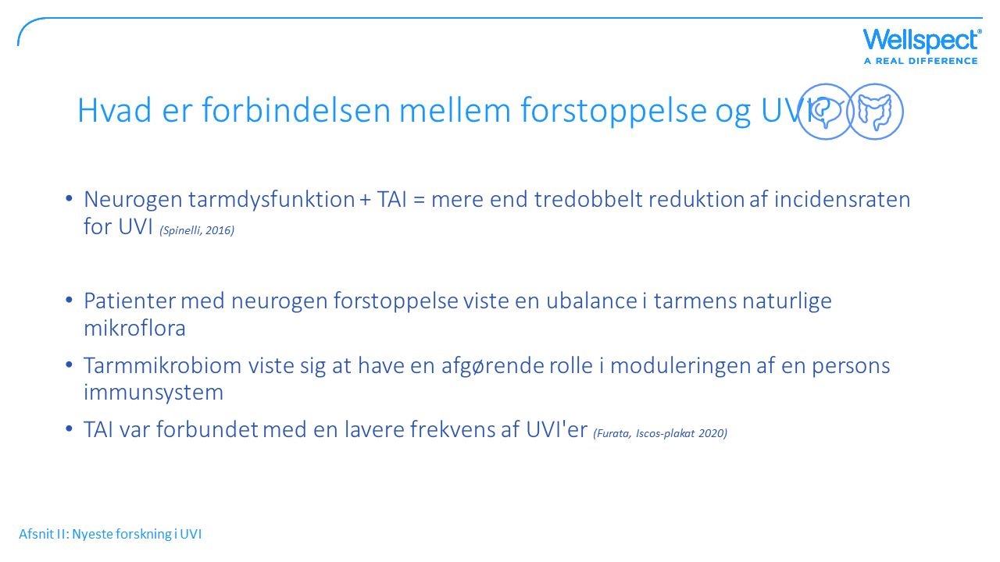 Wellspect®
A REAL DIFFERENCE
Hvad er forbindelsen mellem forstoppelse og UVI?
• Neurogen tarmdysfunktion + TAI = mere end tredobbelt reduktion af incidensraten
for UVI (Spinelli, 2016)
• Patienter med neurogen forstoppelse viste en ubalance i tarmens naturlige
mikroflora
• Tarmmikrobiom viste sig at have en afgørende rolle i moduleringen af en persons
immunsystem
• TAI var forbundet med en lavere frekvens af UVI'er (Furata, Iscos-plakat 2020)
Afsnit II: Nyeste forskning i UVI